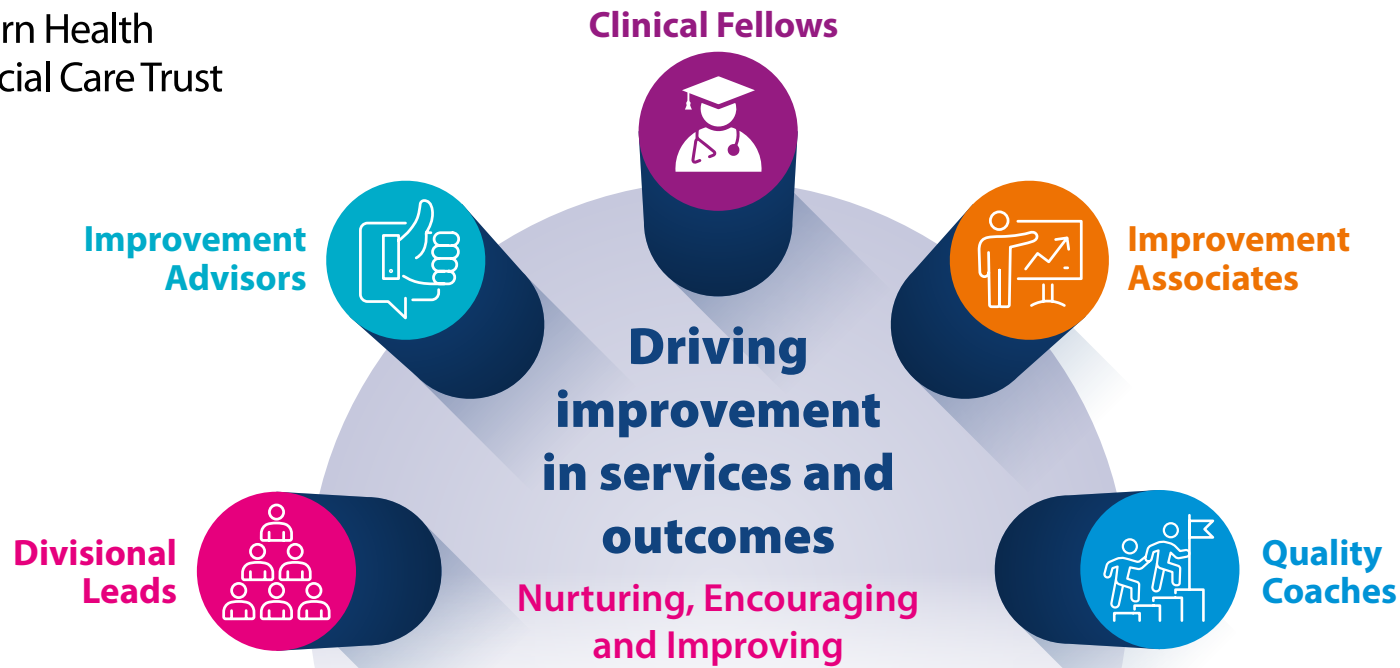 rn Health
cial Care Trust
Clinical Fellows
Improvement
Advisors
Improvement
Associates
Driving
improvement
in services and
outcomes
Divisional
Leads
Quality
Coaches
Nurturing, Encouraging
and Improving